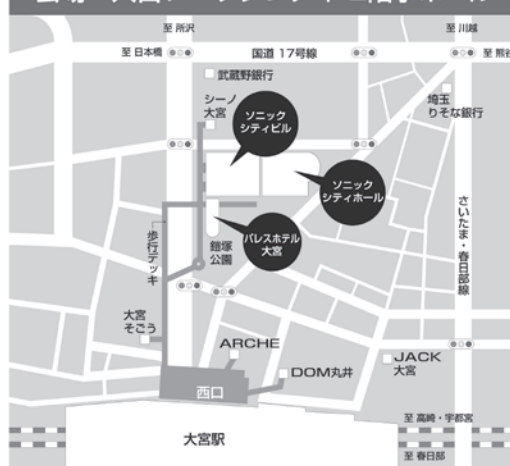 至 所沢
至 川越
至 日本橋
国道 17号線
至 熊谷
武蔵野銀行
シーノ
大宮
ソニック
シティビル
埼玉
りそな銀行
ソニック
シティホール
パレスホテル
大宮
鎧塚
公園
歩行デッキ
さいたま・春日部線
大宮
そごう
ARCHE
DOM丸井
JACK
大宮
西口
大宮駅
至 高崎・宇都宮
至 春日部